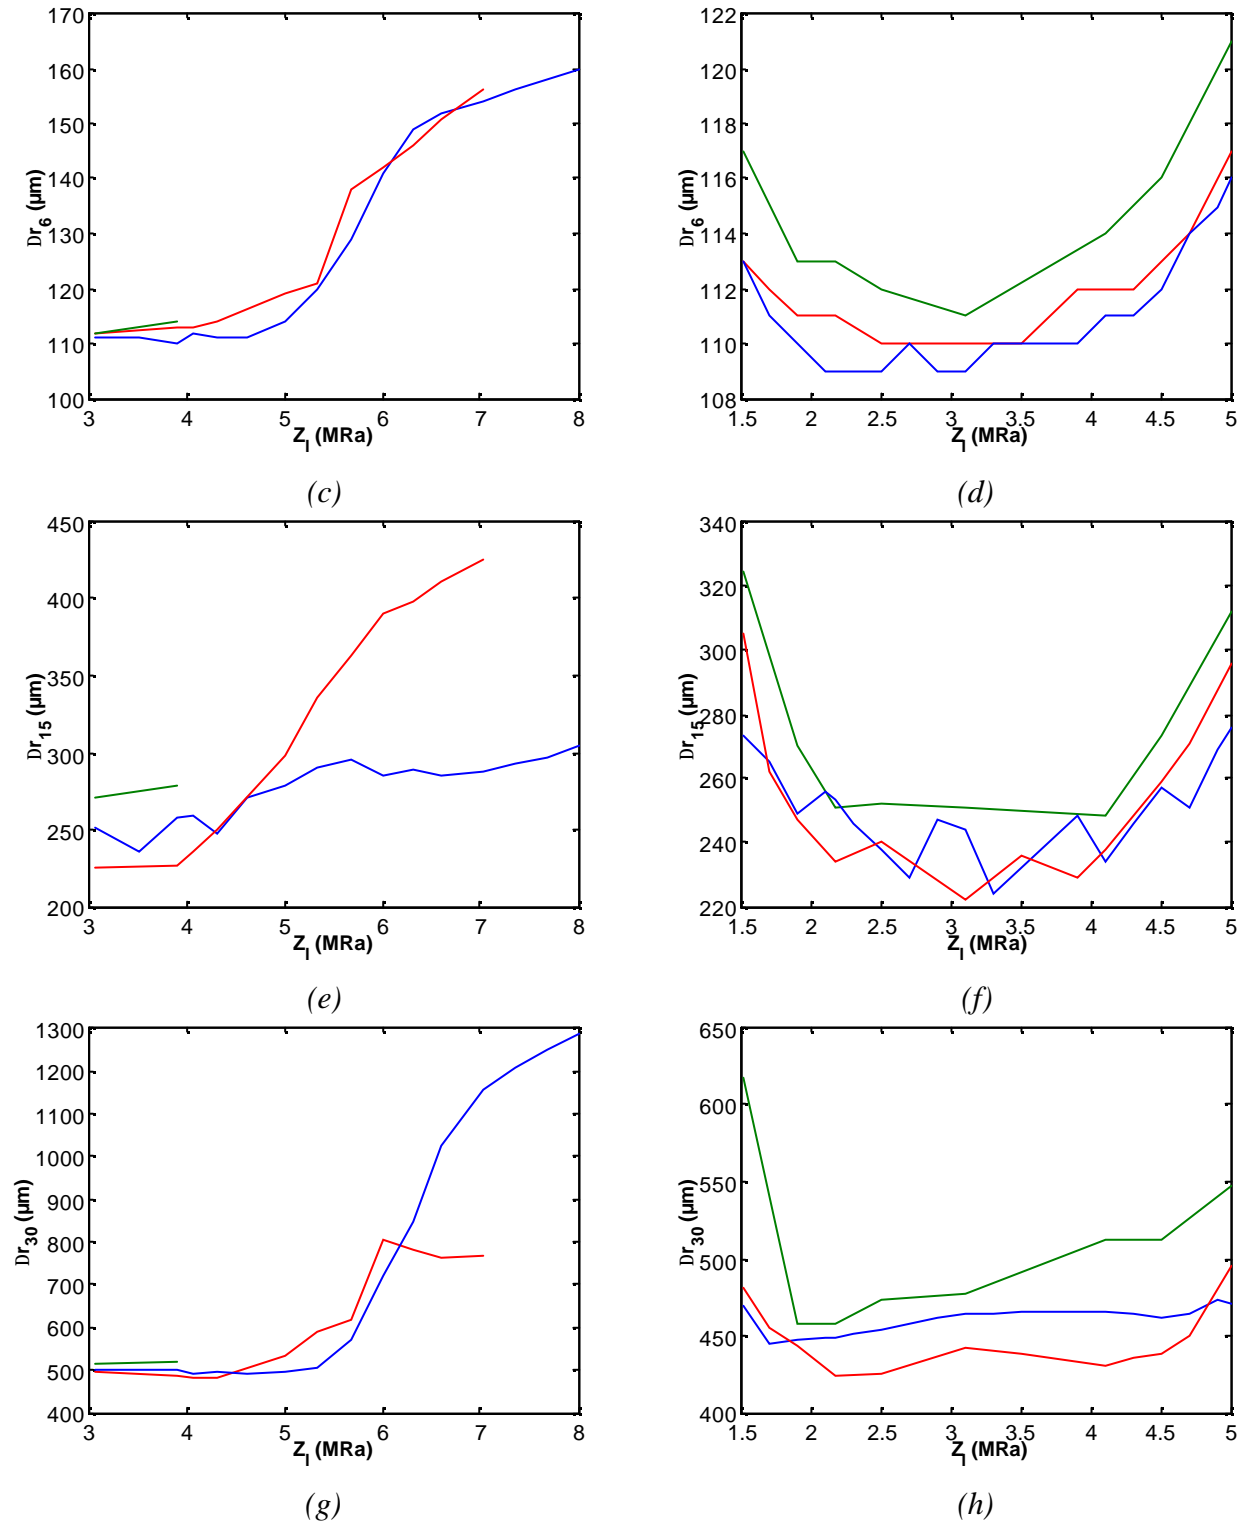 170
160
150
140
130
120
110
100
3 4 5 6 7 8
Dr6 (µm)
Zl (MRa)
(c)
122
120
118
116
114
112
110
108
1.5 2 2.5 3 3.5 4 4.5 5
Dr6 (µm)
Zl (MRa)
(d)
450
400
350
300
250
200
3 4 5 6 7 8
Dr15 (µm)
Zl (MRa)
(e)
340
320
300
280
260
240
220
1.5 2 2.5 3 3.5 4 4.5 5
Dr15 (µm)
Zl (MRa)
(f)
1300
1200
1100
1000
900
800
700
600
500
400
3 4 5 6 7 8
Dr30 (µm)
Zl (MRa)
(g)
650
600
550
500
450
400
1.5 2 2.5 3 3.5 4 4.5 5
Dr30 (µm)
Zl (MRa)
(h)